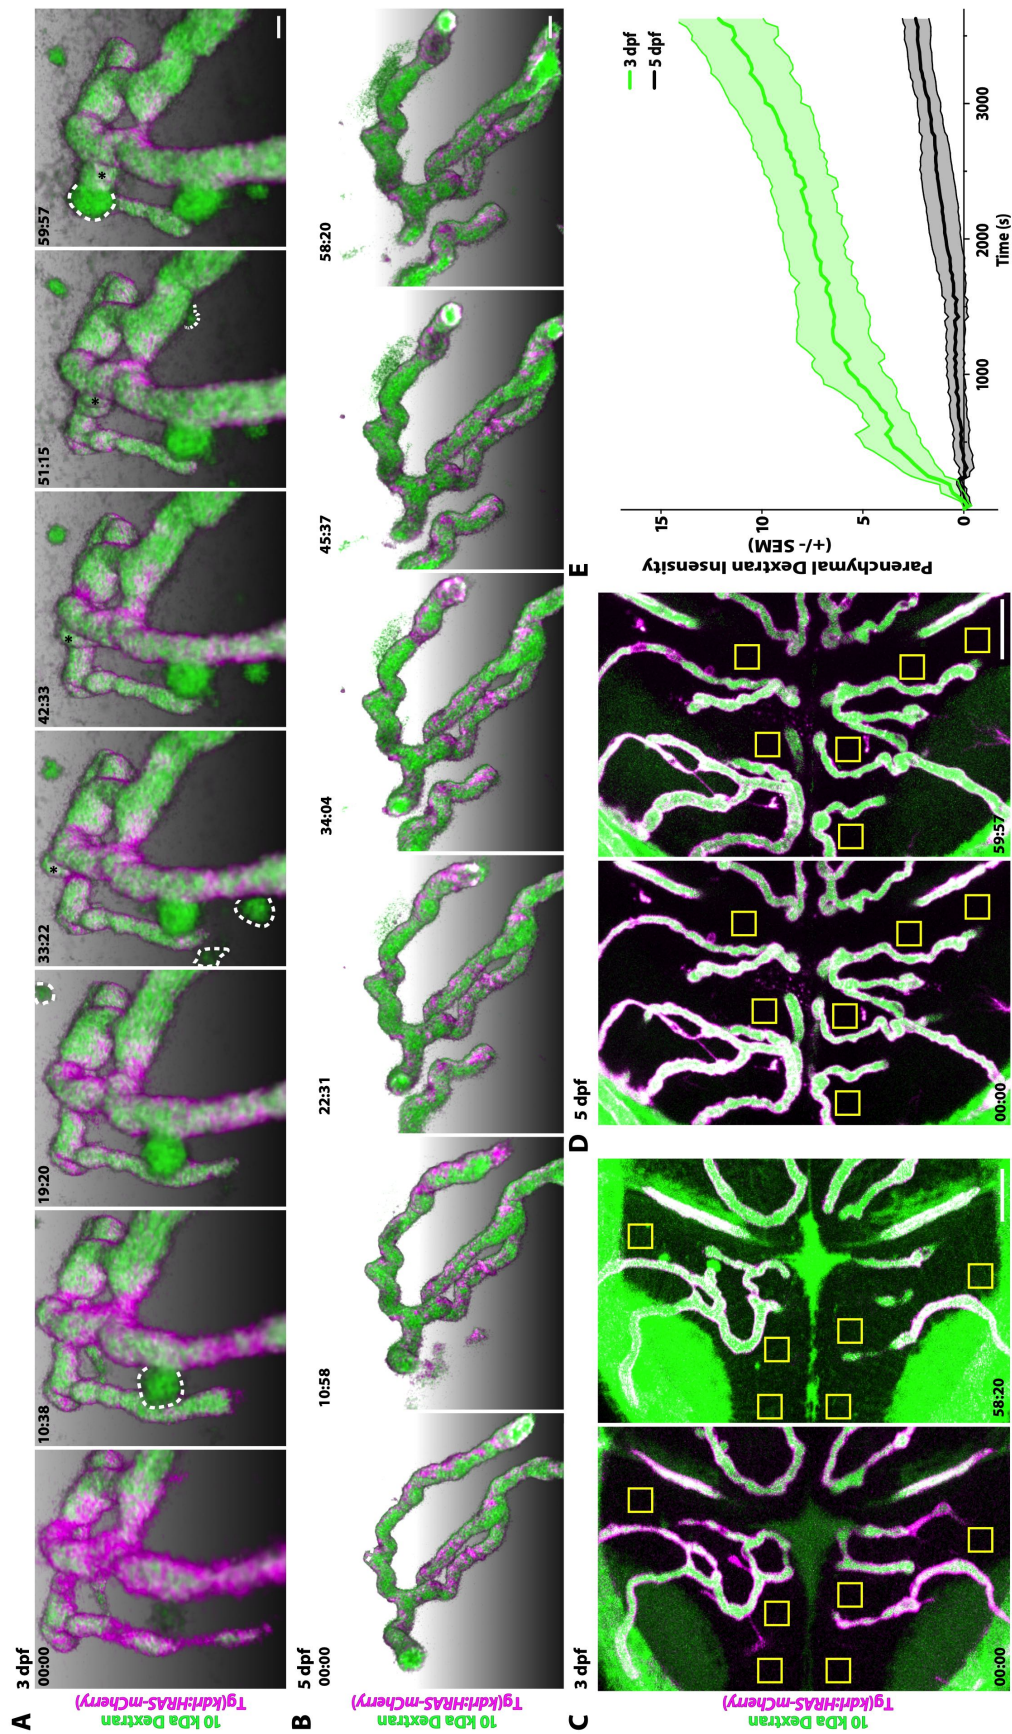 A
3 dpf
10 kDa Dextran
Tg(kdrl:HRAS-mCherry)
00:00
10:38
19:20
33:22
*
42:33
*
51:15
*
59:57
*
B
5 dpf
10 kDa Dextran
Tg(kdrl:HRAS-mCherry)
00:00
10:58
22:31
34:04
45:37
58:20
C
3 dpf
10 kDa Dextran
Tg(kdrl:HRAS-mCherry)
00:00
58:20
D
5 dpf
00:00
59:57
E
Parenchymal Dextran Insensity
(+/- SEM)
15
10
5
0
1000
2000
3000
Time (s)
3 dpf
5 dpf